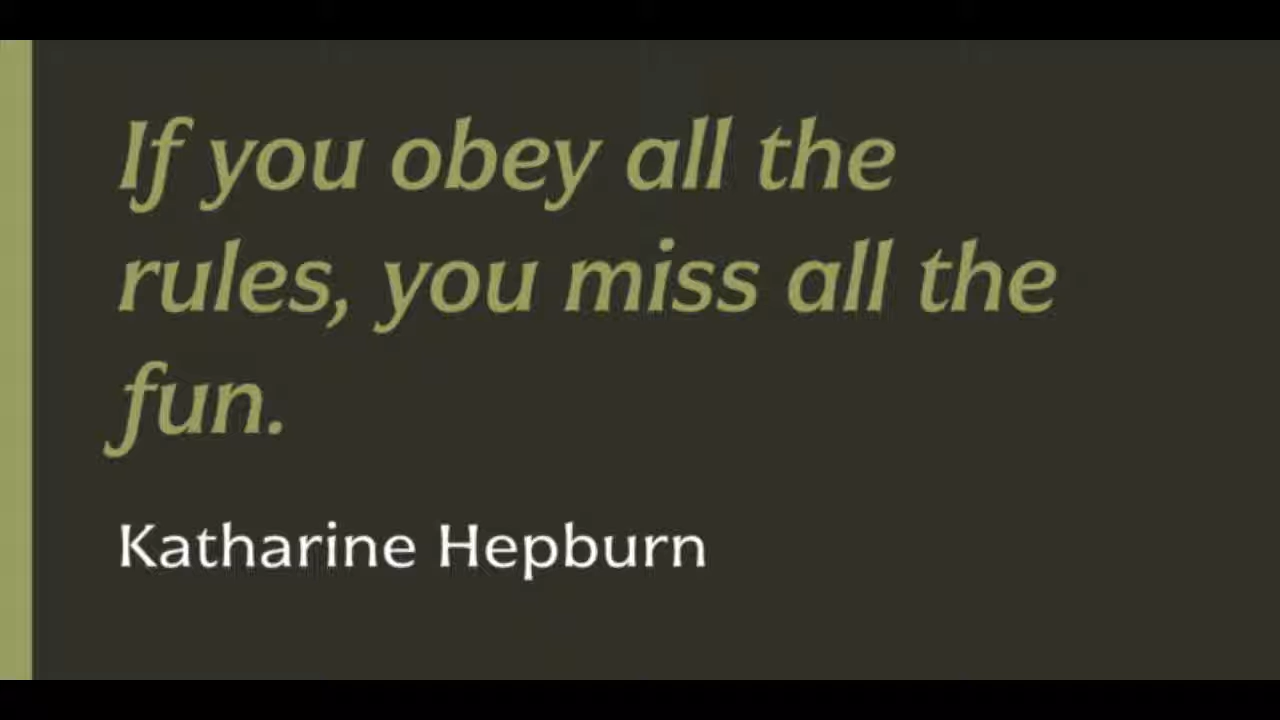 If you obey all the
rules, you miss all the
fun.
Katharine Hepburn